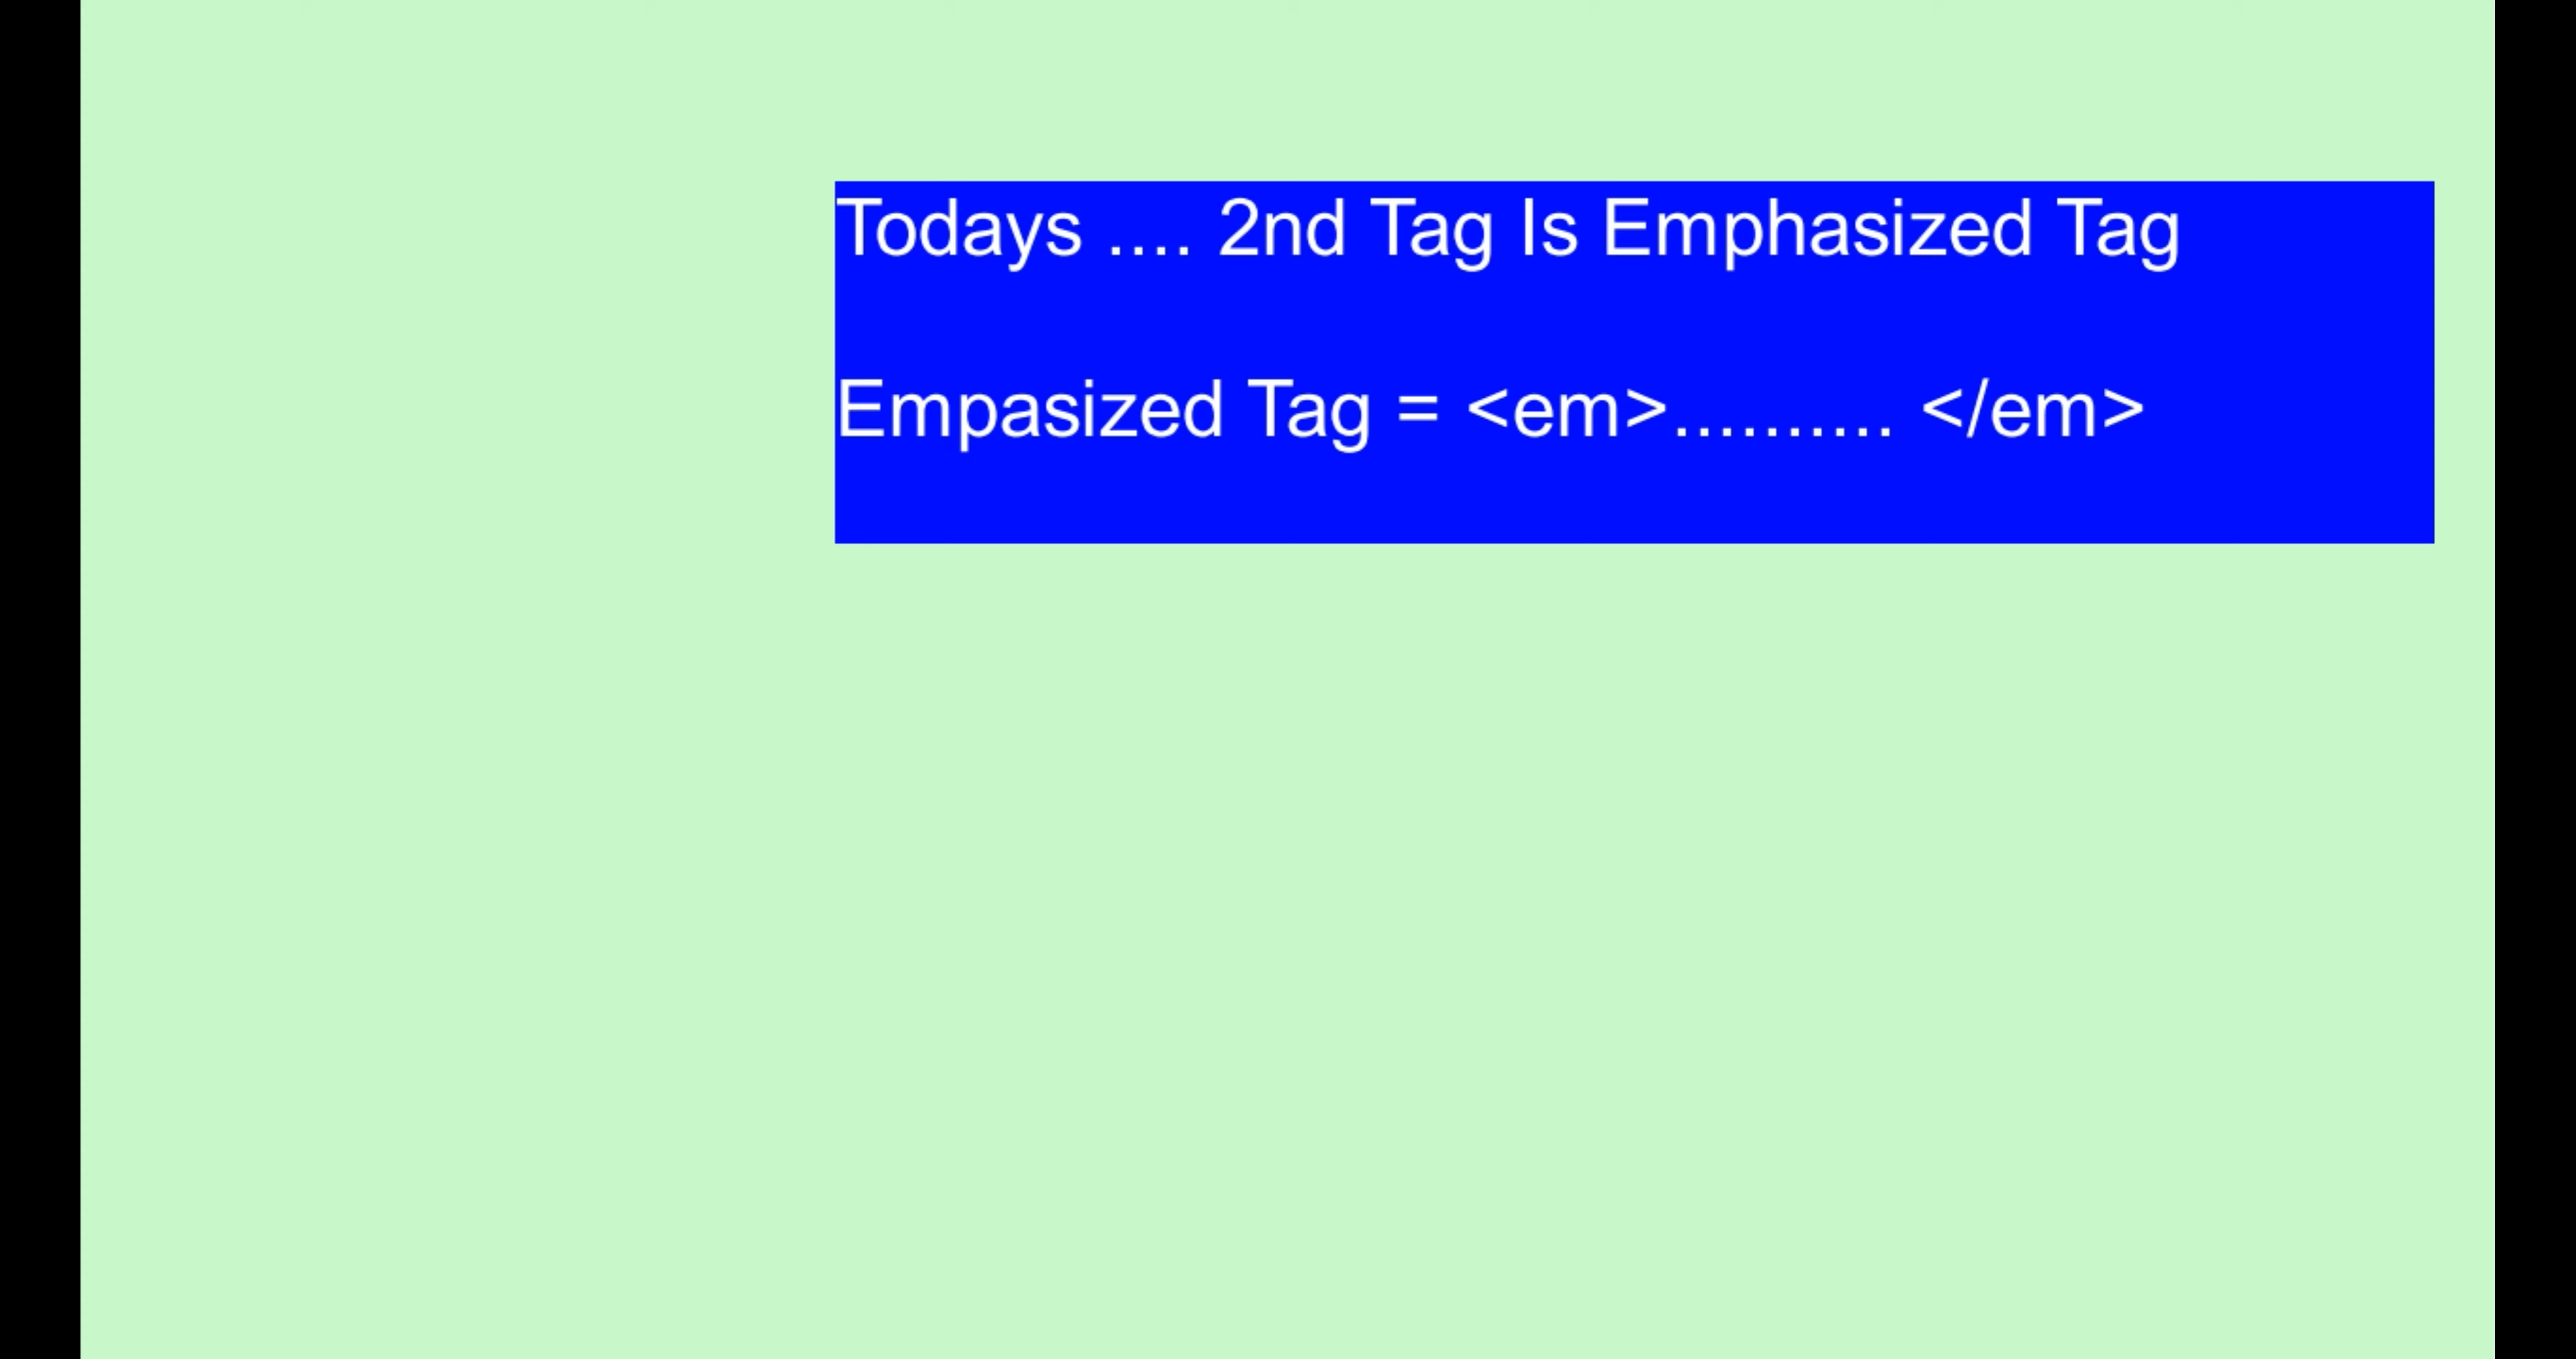 Todays .... 2nd Tag Is Emphasized Tag
Empasized Tag = <em>.......... </em>